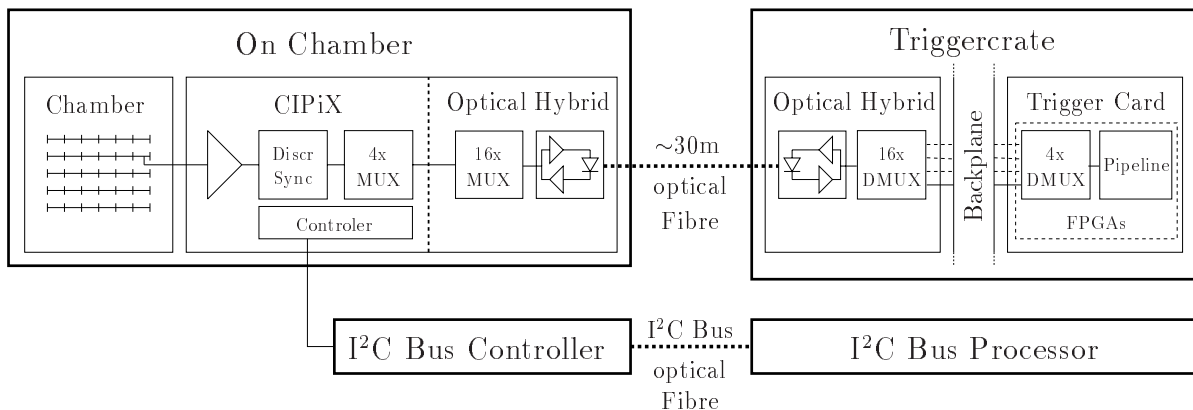 On Chamber
Chamber
CIPiX
Discr
Sync
4x
MUX
Controler
Optical Hybrid
16x
MUX
~30m
optical
Fibre
Triggercrate
Optical Hybrid
16x
DMUX
Backplane
Trigger Card
4x
DMUX
Pipeline
FPGAs
I²C Bus Controller
I²C Bus
optical
Fibre
I²C Bus Processor